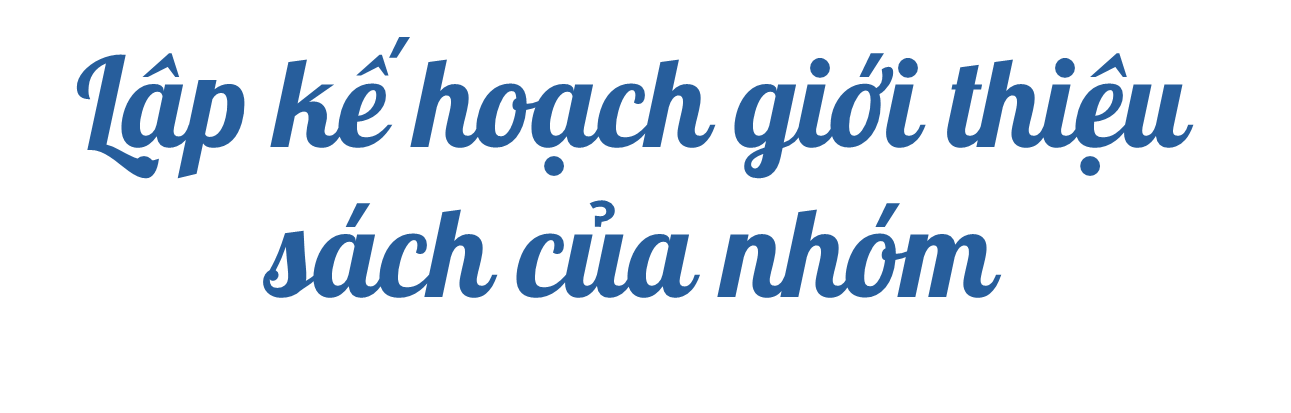 Lập kế hoạch giới thiệu
sách của nhóm